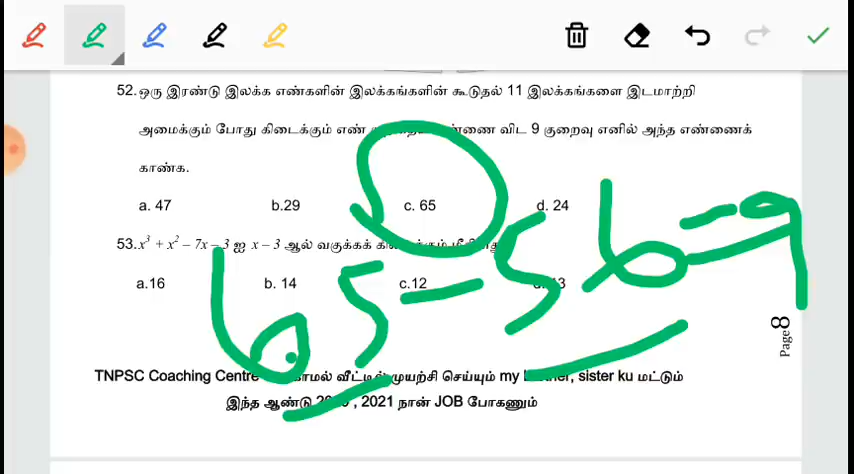 52. ஒரு இரண்டு இலக்க எண்களின் இலக்கங்களின் கூடுதல் 11 இலக்கங்களை இடமாற்றி
அமைக்கும் போது கிடைக்கும் எண் விட 9 குறைவு எனில் அந்த எண்ணைக்
காண்க.
a. 47 b.29 c. 65 d. 24
53. x³ + x² – 7x – 3 ஐ x – 3 ஆல் வகுக்கக்
a.16 b. 14 c.12 13
65 – 56 = 9
Page8
TNPSC Coaching Centre வீட்டில் முயற்சி செய்யும் my sister ku மட்டும்
இந்த ஆண்டு , 2021 நான் JOB போகணும்